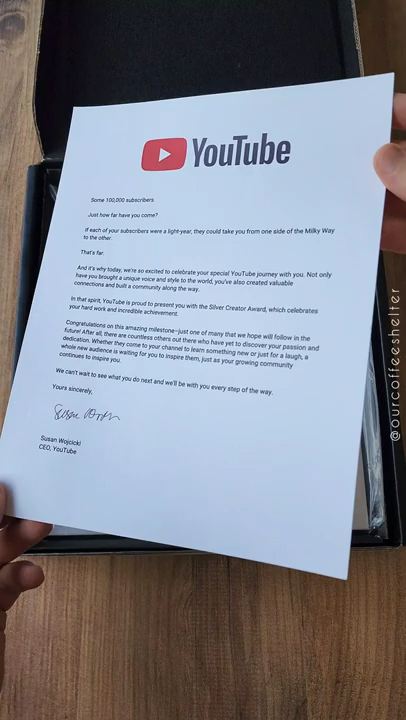 YouTube
Some 100,000 subscribers.
Just how far have you come?
If each of your subscribers were a light-year, they could take you from one side of the Milky Way
to the other.
That's far.
And it's why today, we're so excited to celebrate your special YouTube journey with you. Not only
have you brought a unique voice and style to the world, you've also created valuable
connections and built a community along the way.
In that spirit, YouTube is proud to present you with the Silver Creator Award, which celebrates
your hard work and incredible achievement.
Congratulations on this amazing milestone—just one of many that we hope will follow in the
future! After all, there are countless others out there who have yet to discover your passion and
dedication. Whether they come to your channel to learn something new or just for a laugh, a
whole new audience is waiting for you to inspire them, just as your growing community
continues to inspire you.
We can't wait to see what you do next and we'll be with you every step of the way.
Yours sincerely,
Susan Wojcicki
CEO, YouTube
@ourcoffeeshelter